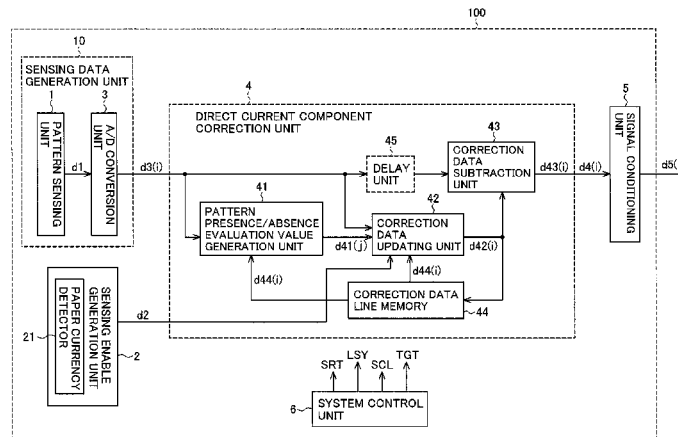 100
10
SENSING DATA
GENERATION UNIT
1
3
PATTERN SENSING
UNIT
A/D CONVERSION
UNIT
d1
d3(i)
4
DIRECT CURRENT COMPONENT
CORRECTION UNIT
45
DELAY
UNIT
43
CORRECTION
DATA
SUBTRACTION
UNIT
d43(i)
d4(i)
5
SIGNAL CONDITIONING
UNIT
d5(
41
PATTERN
PRESENCE/ABSENCE
EVALUATION VALUE
GENERATION UNIT
d41(j)
42
CORRECTION
DATA
UPDATING UNIT
d42(i)
d44(i)
d44(i)
CORRECTION DATA
LINE MEMORY
44
d2
SENSING ENABLE
GENERATION UNIT
PAPER CURRENCY
DETECTOR
21
2
SRT
LSY
SCL
TGT
SYSTEM CONTROL
UNIT
6